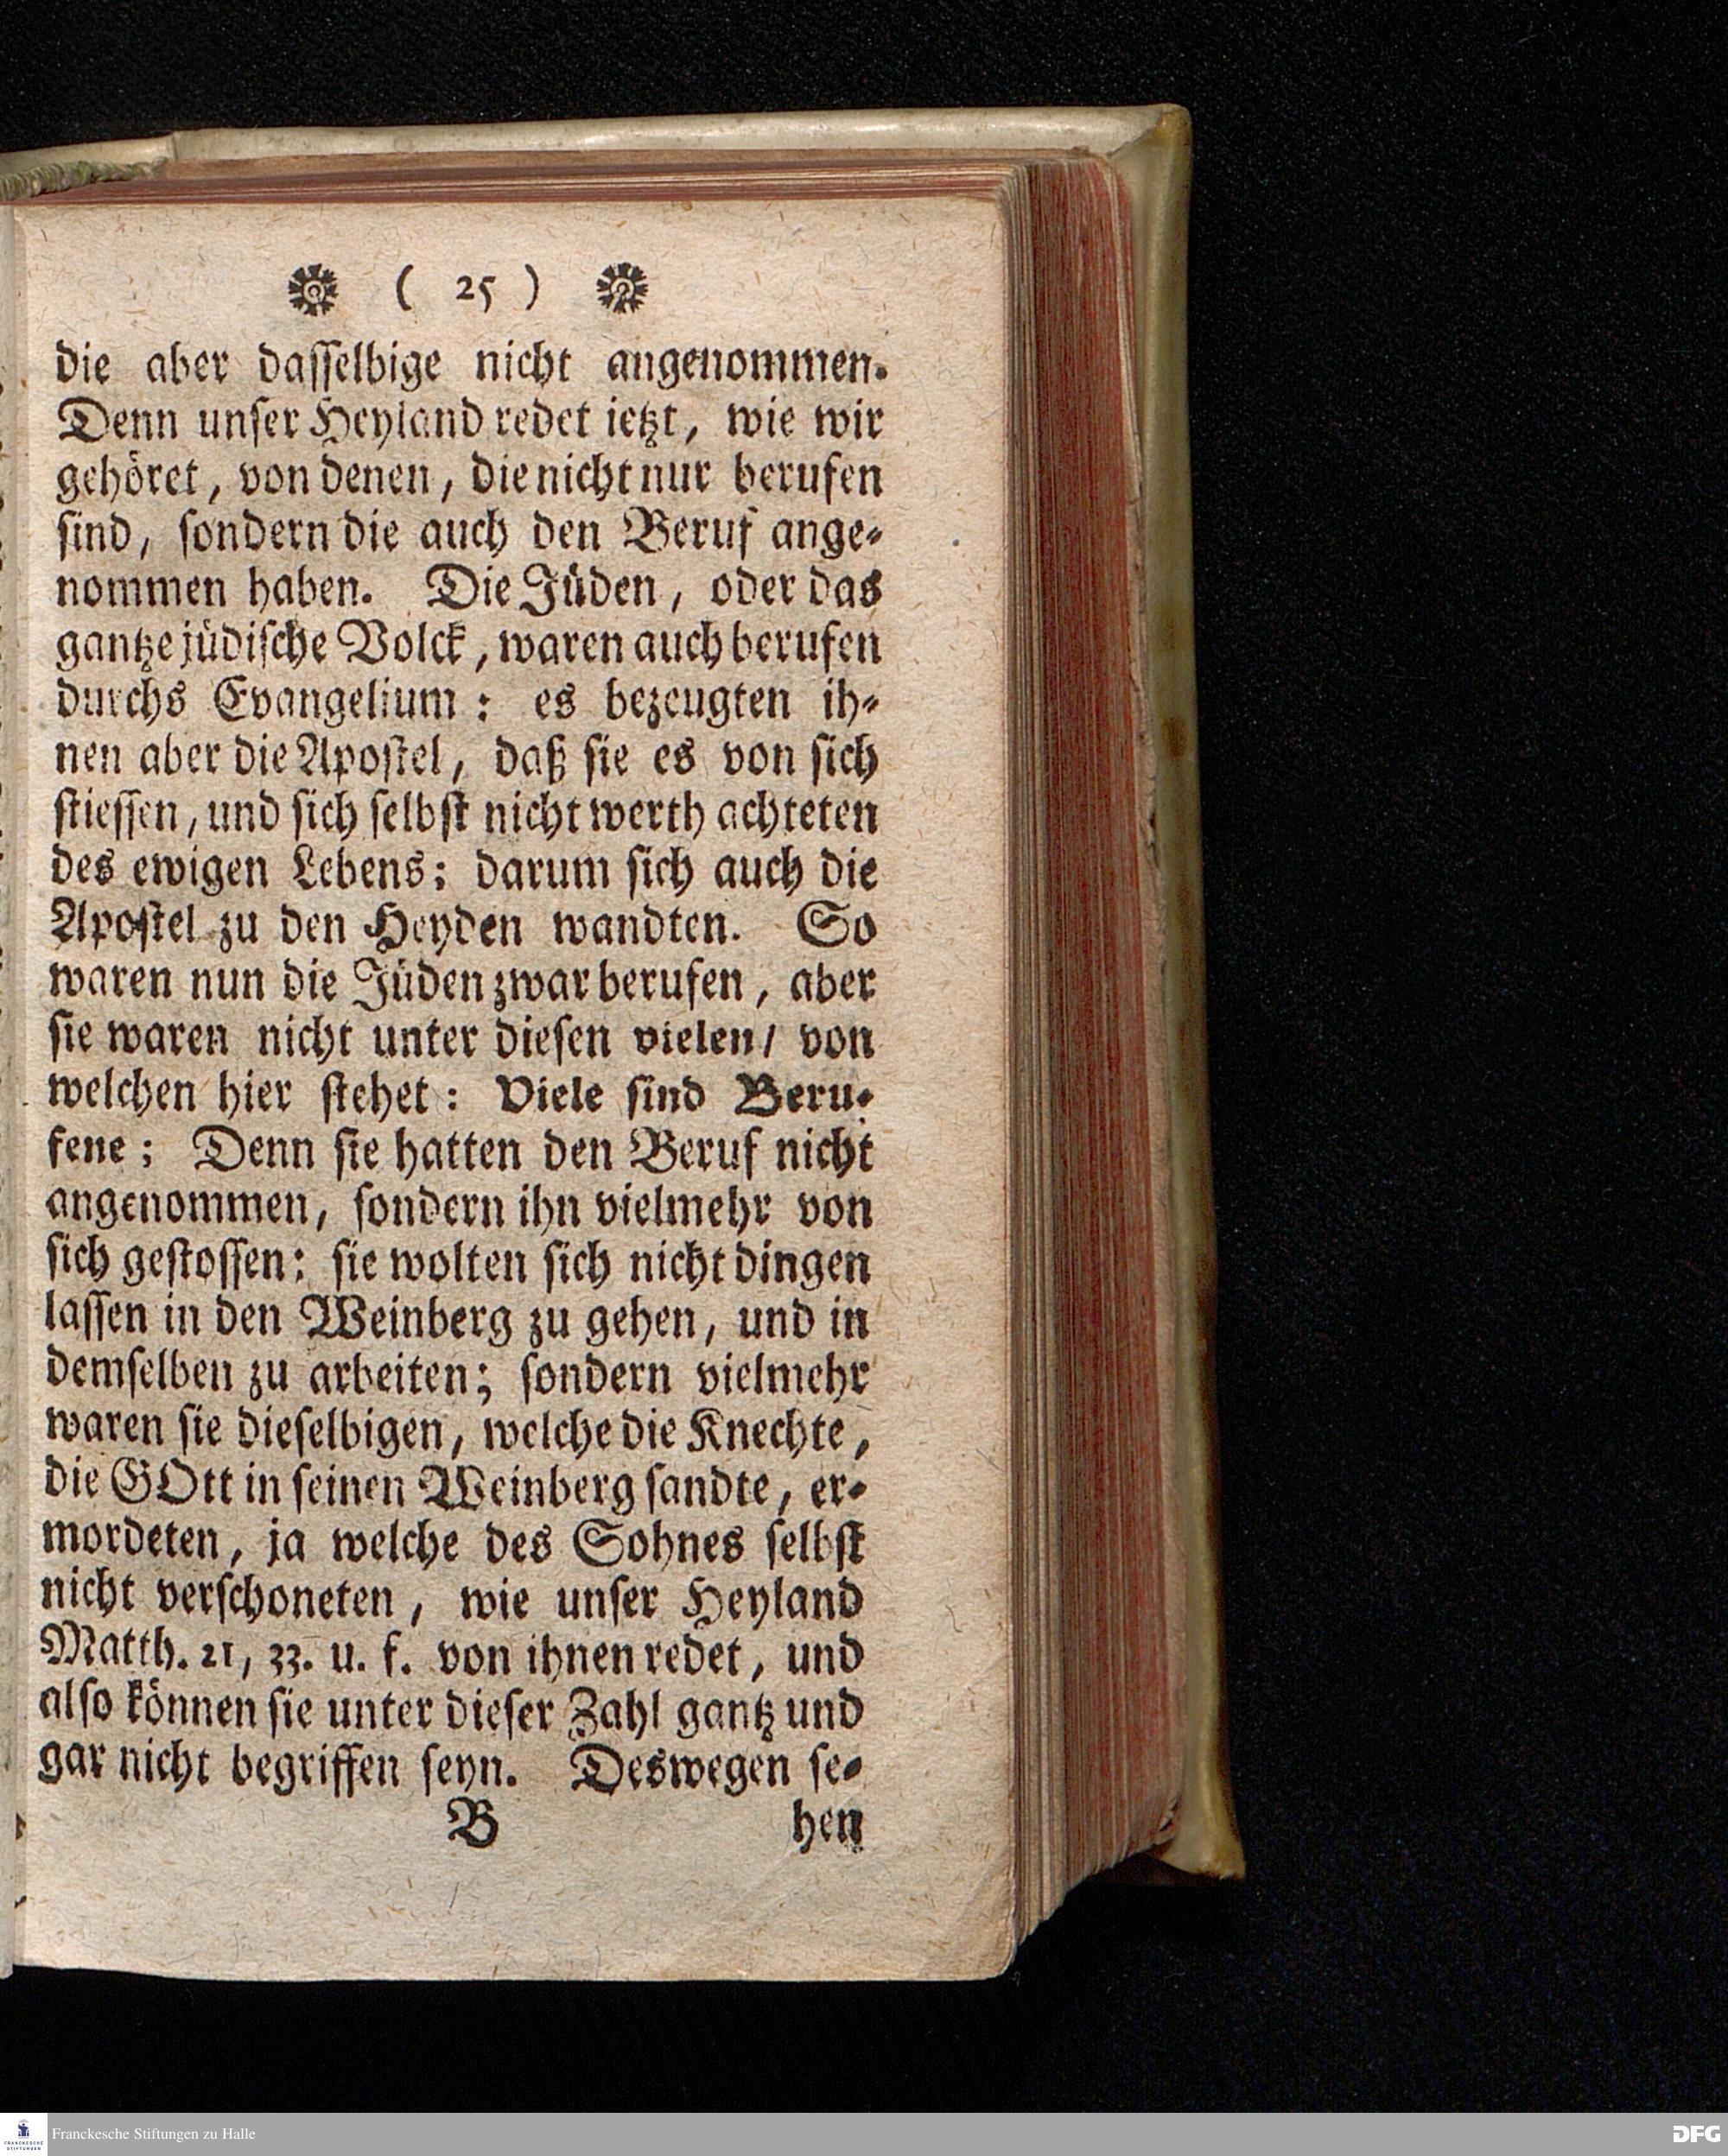 ( 25 )
die aber dasselbige nicht angenommen.
Denn unser Heyland redet ietzt, wie wir
gehöret, von denen, die nicht nur berufen
sind, sondern die auch den Beruf ange-
nommen haben. Die Jüden, oder das
gantze jüdische Volck, waren auch berufen
durchs Evangelium: es bezeugten ih-
nen aber die Apostel, daß sie es von sich
stiessen, und sich selbst nicht werth achteten
des ewigen Lebens; darum sich auch die
Apostel zu den Heyden wandten. So
waren nun die Jüden zwar berufen, aber
sie waren nicht unter diesen vielen/ von
welchen hier stehet: Viele sind Beru-
fene; Denn sie hatten den Beruf nicht
angenommen, sondern ihn vielmehr von
sich gestossen: sie wolten sich nicht dingen
lassen in den Weinberg zu gehen, und in
demselben zu arbeiten; sondern vielmehr
waren sie dieselbigen, welche die Knechte,
die GOtt in seinen Weinberg sandte, er-
mordeten, ja welche des Sohnes selbst
nicht verschoneten, wie unser Heyland
Matth. 21, 33. u. f. von ihnen redet, und
also können sie unter dieser Zahl gantz und
gar nicht begriffen seyn. Deswegen se-
B hen
FRANCKESCHE STIFTUNGEN
Franckesche Stiftungen zu Halle
DFG